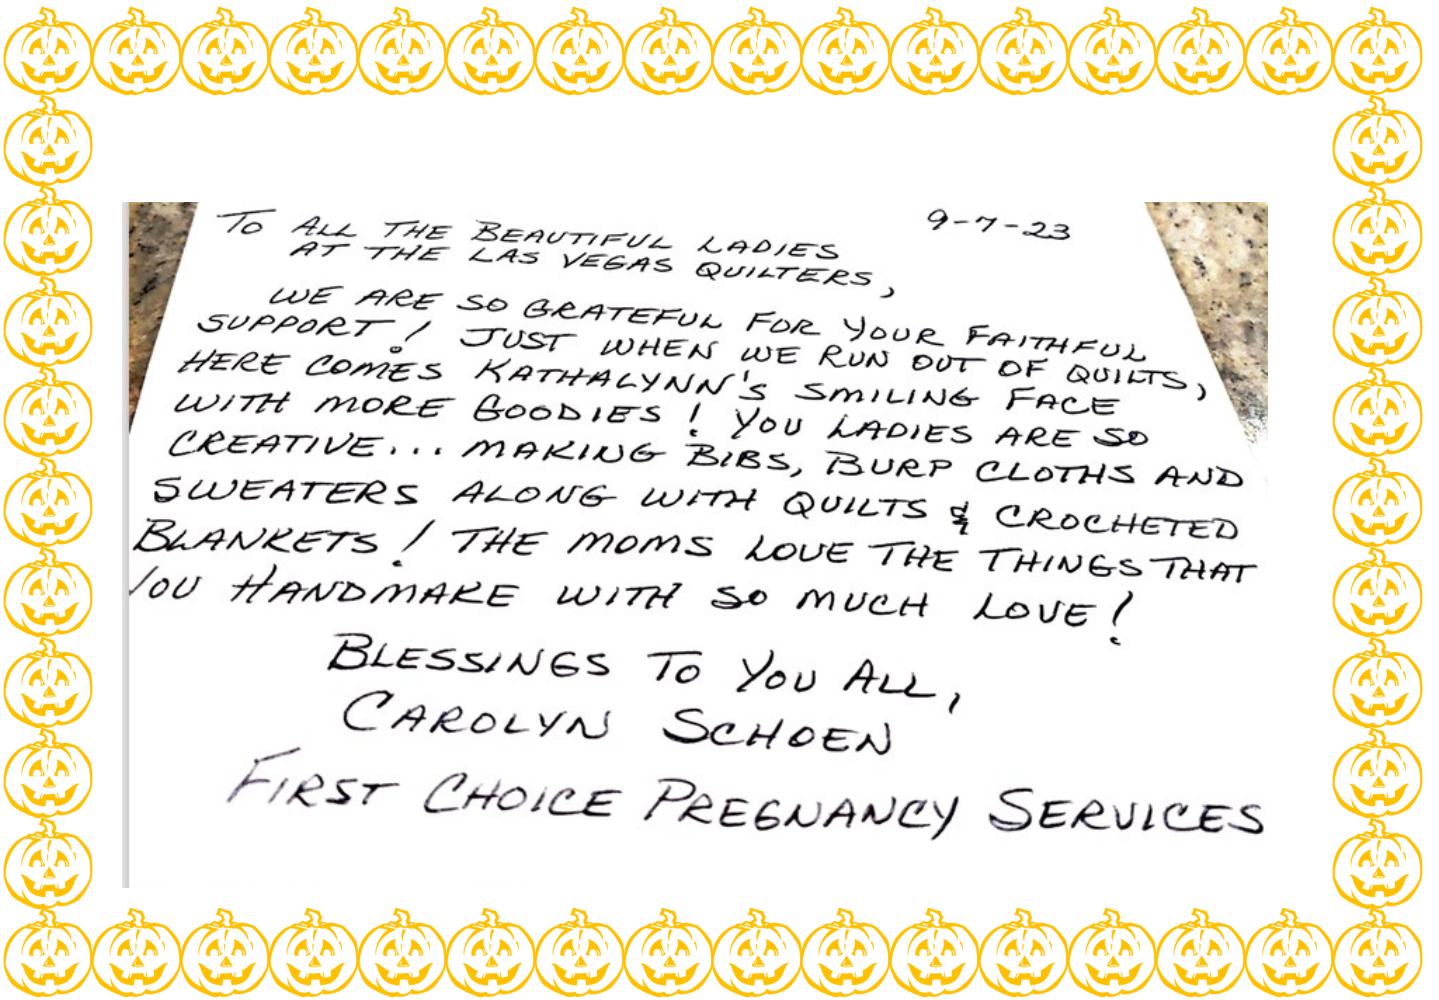 9-7-23
To ALL THE BEAUTIFUL LADIES
AT THE LAS VEGAS QUILTERS,
WE ARE SO GRATEFUL FOR YOUR FAITHFUL
SUPPORT! JUST WHEN WE RUN OUT OF QUILTS,
HERE COMES KATHALYNN'S SMILING FACE
WITH MORE GOODIES! YOU LADIES ARE SO
CREATIVE... MAKING BIBS, BURP CLOTHS AND
SWEATERS ALONG WITH QUILTS & CROCHETED
BLANKETS! THE MOMS LOVE THE THINGS THAT
YOU HANDMAKE WITH SO MUCH LOVE!
BLESSINGS TO YOU ALL,
CAROLYN SCHOEN
FIRST CHOICE PREGNANCY SERVICES